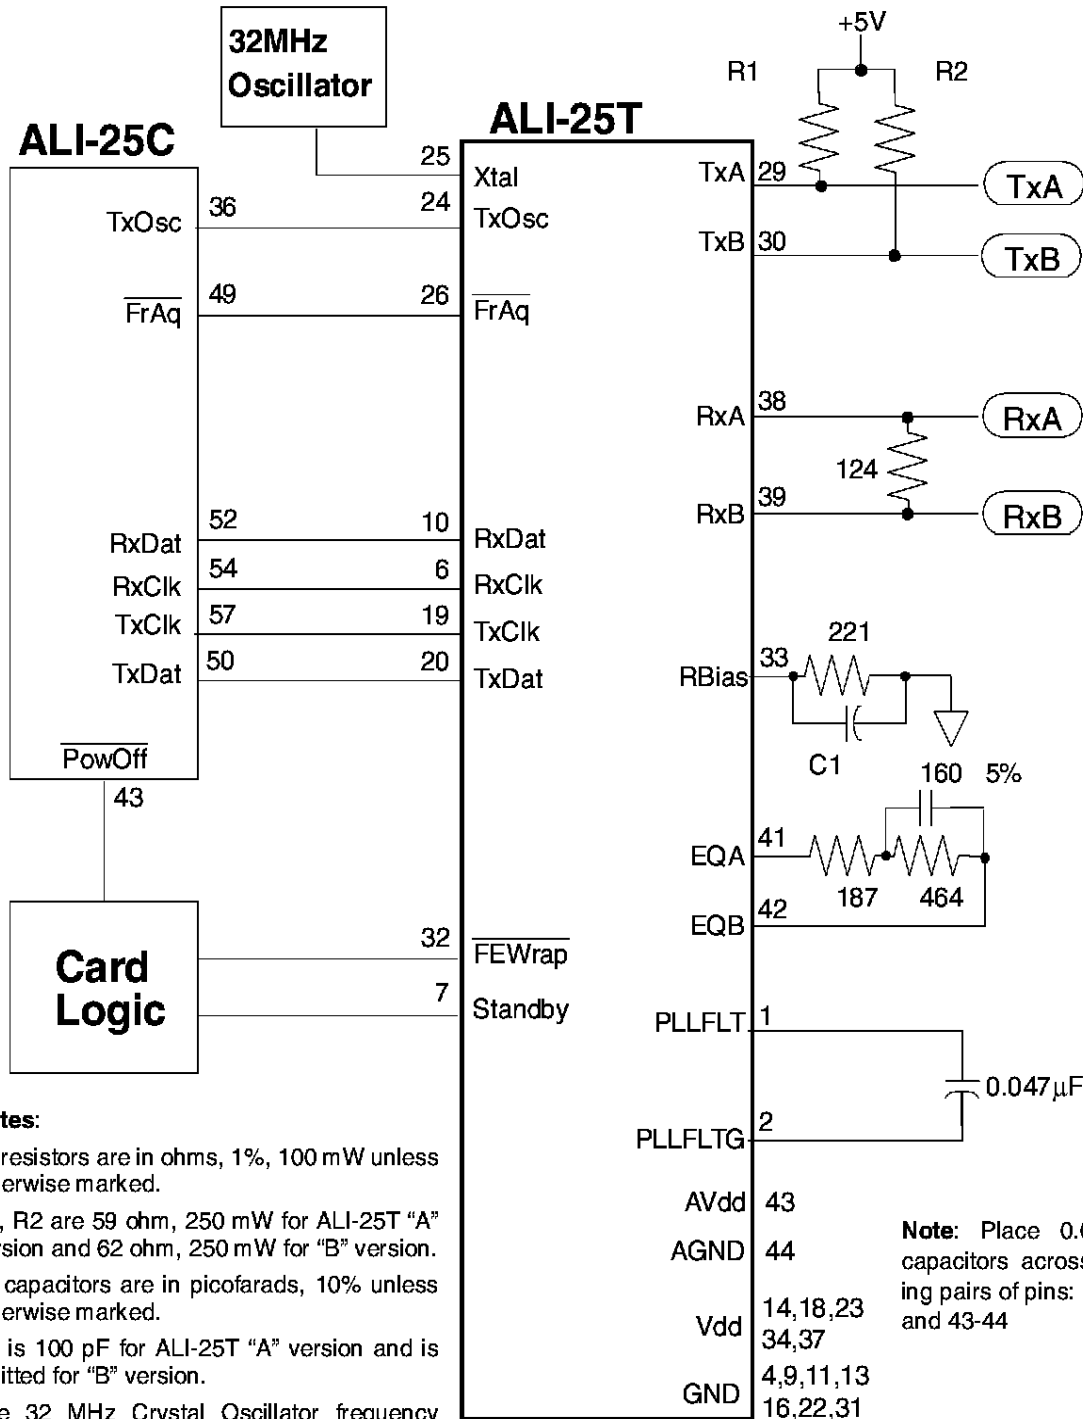 +5V
32MHz
Oscillator
R1
R2
ALI-25C
ALI-25T
25
Xtal
TxA
29
TxA
TxOsc
36
24
TxOsc
TxB
30
TxB
FrAq
49
26
FrAq
RxA
38
RxA
124
RxB
39
RxB
RxDat
52
10
RxDat
RxClk
54
6
RxClk
TxClk
57
19
TxClk
TxDat
50
20
TxDat
RBias
33
221
C1
PowOff
43
160 5%
EQA
41
187
464
EQB
42
Card
Logic
32
FEWrap
7
Standby
PLLFLT
1
0.047µF
PLLFLTG
2
AVdd 43
AGND 44
Vdd 14,18,23
34,37
GND 4,9,11,13
16,22,31
tes:
resistors are in ohms, 1%, 100 mW unless
erwise marked.
, R2 are 59 ohm, 250 mW for ALI-25T “A”
rsion and 62 ohm, 250 mW for “B” version.
capacitors are in picofarads, 10% unless
erwise marked.
is 100 pF for ALI-25T “A” version and is
itted for “B” version.
e 32 MHz Crystal Oscillator frequency
Note: Place 0.
capacitors across
ing pairs of pins:
and 43-44